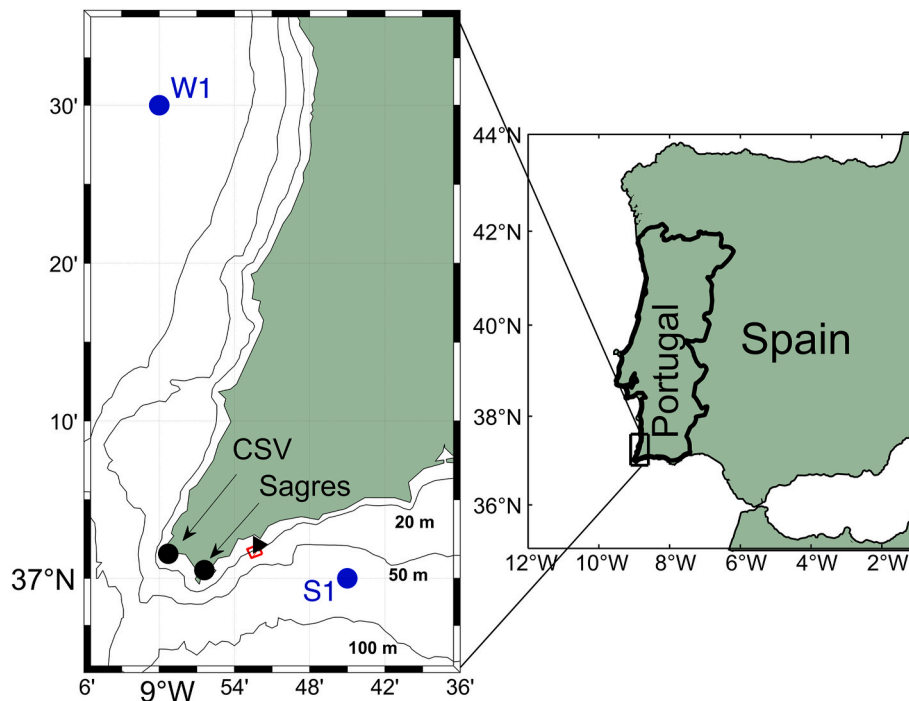 W1
30'
20'
10'
CSV
Sagres
20 m
37°N
50 m
S1
100 m
6'
9°W
54'
48'
42'
36'
44°N
42°N
40°N
38°N
36°N
Portugal
Spain
12°W
10°W
8°W
6°W
4°W
2°W